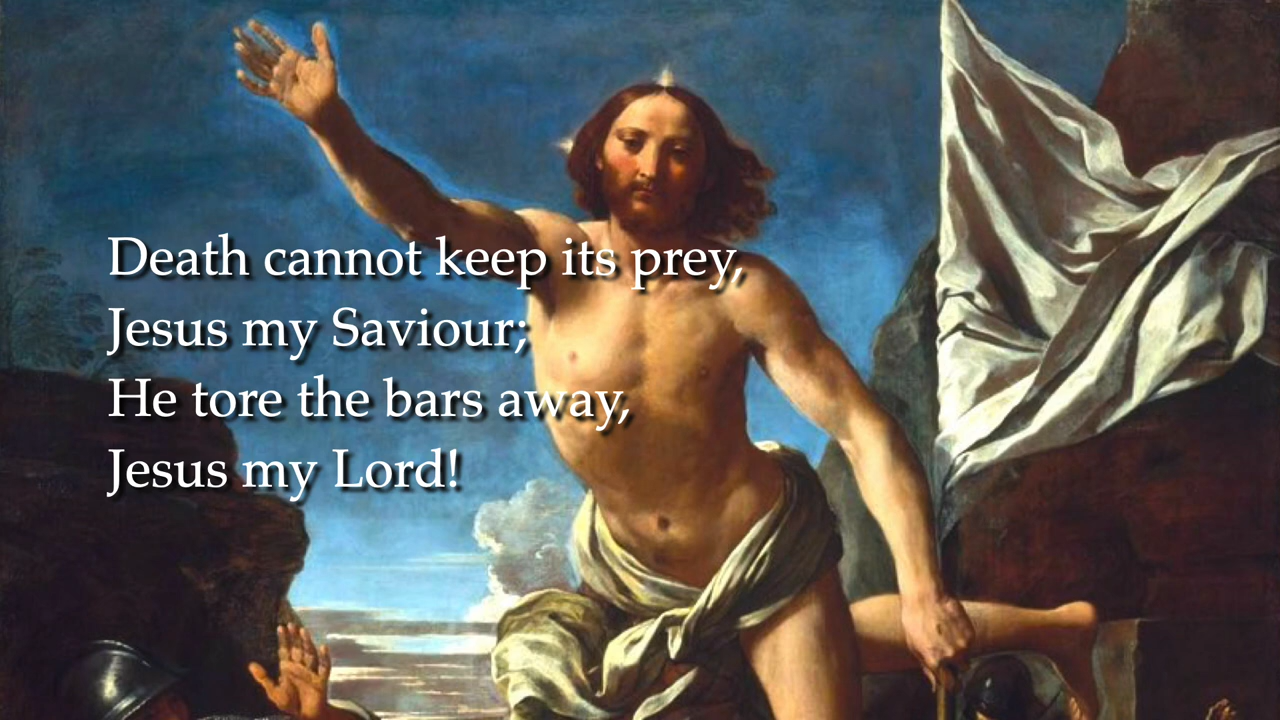 Death cannot keep its prey,
Jesus my Saviour;
He tore the bars away,
Jesus my Lord!